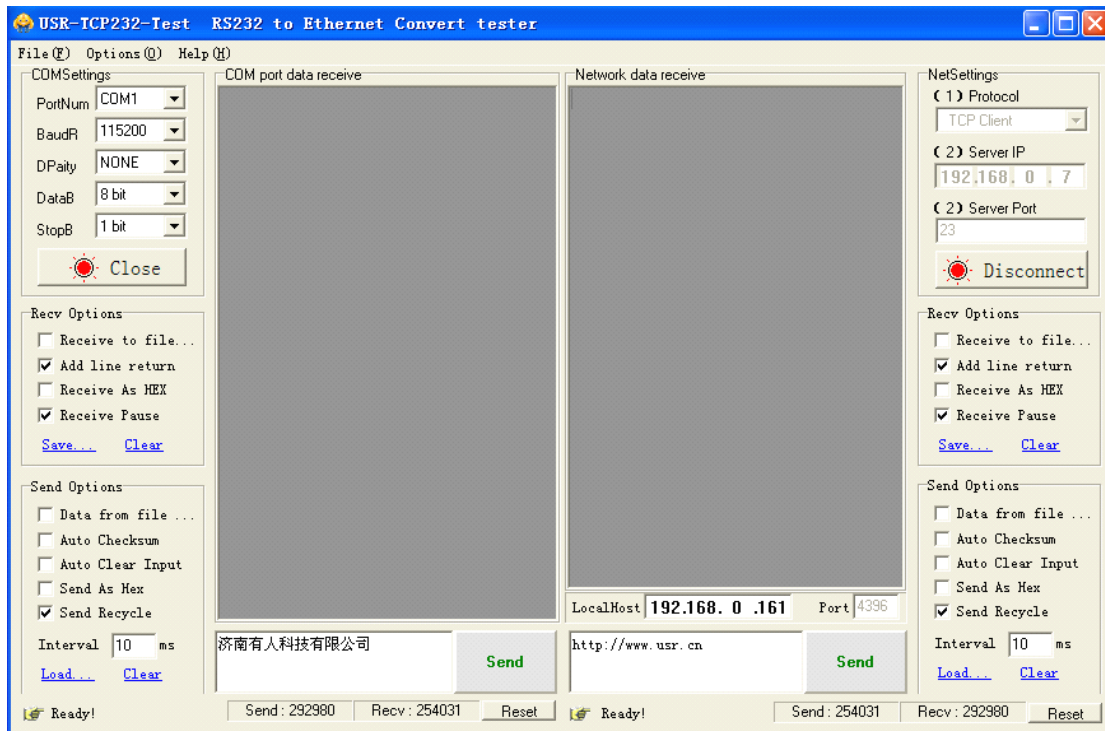 USR-TCP232-Test RS232 to Ethernet Convert tester
File(F) Options(O) Help(H)
COMSettings
PortNum COM1
BaudR 115200
DPaity NONE
DataB 8 bit
StopB 1 bit
Close
Recv Options
Receive to file...
Add line return
Receive As HEX
Receive Pause
Save... Clear
Send Options
Data from file ...
Auto Checksum
Auto Clear Input
Send As Hex
Send Recycle
Interval 10 ms
Load... Clear
COM port data receive
济南有人科技有限公司
Send
Ready!
Send : 292980 Recv : 254031 Reset
Network data receive
LocalHost 192.168. 0 .161 Port 4396
http://www.usr.cn
Send
Ready!
Send : 254031 Recv : 292980 Reset
NetSettings
( 1 ) Protocol
TCP Client
( 2 ) Server IP
192.168. 0 . 7
( 2 ) Server Port
23
Disconnect
Recv Options
Receive to file...
Add line return
Receive As HEX
Receive Pause
Save... Clear
Send Options
Data from file ...
Auto Checksum
Auto Clear Input
Send As Hex
Send Recycle
Interval 10 ms
Load... Clear